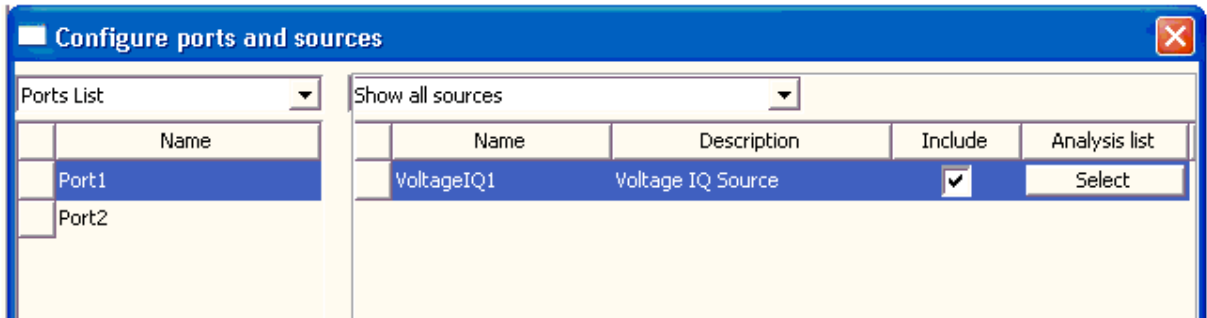 Configure ports and sources
Ports List Show all sources
Name Name Description Include Analysis list
Port1 VoltageIQ1 Voltage IQ Source Select
Port2